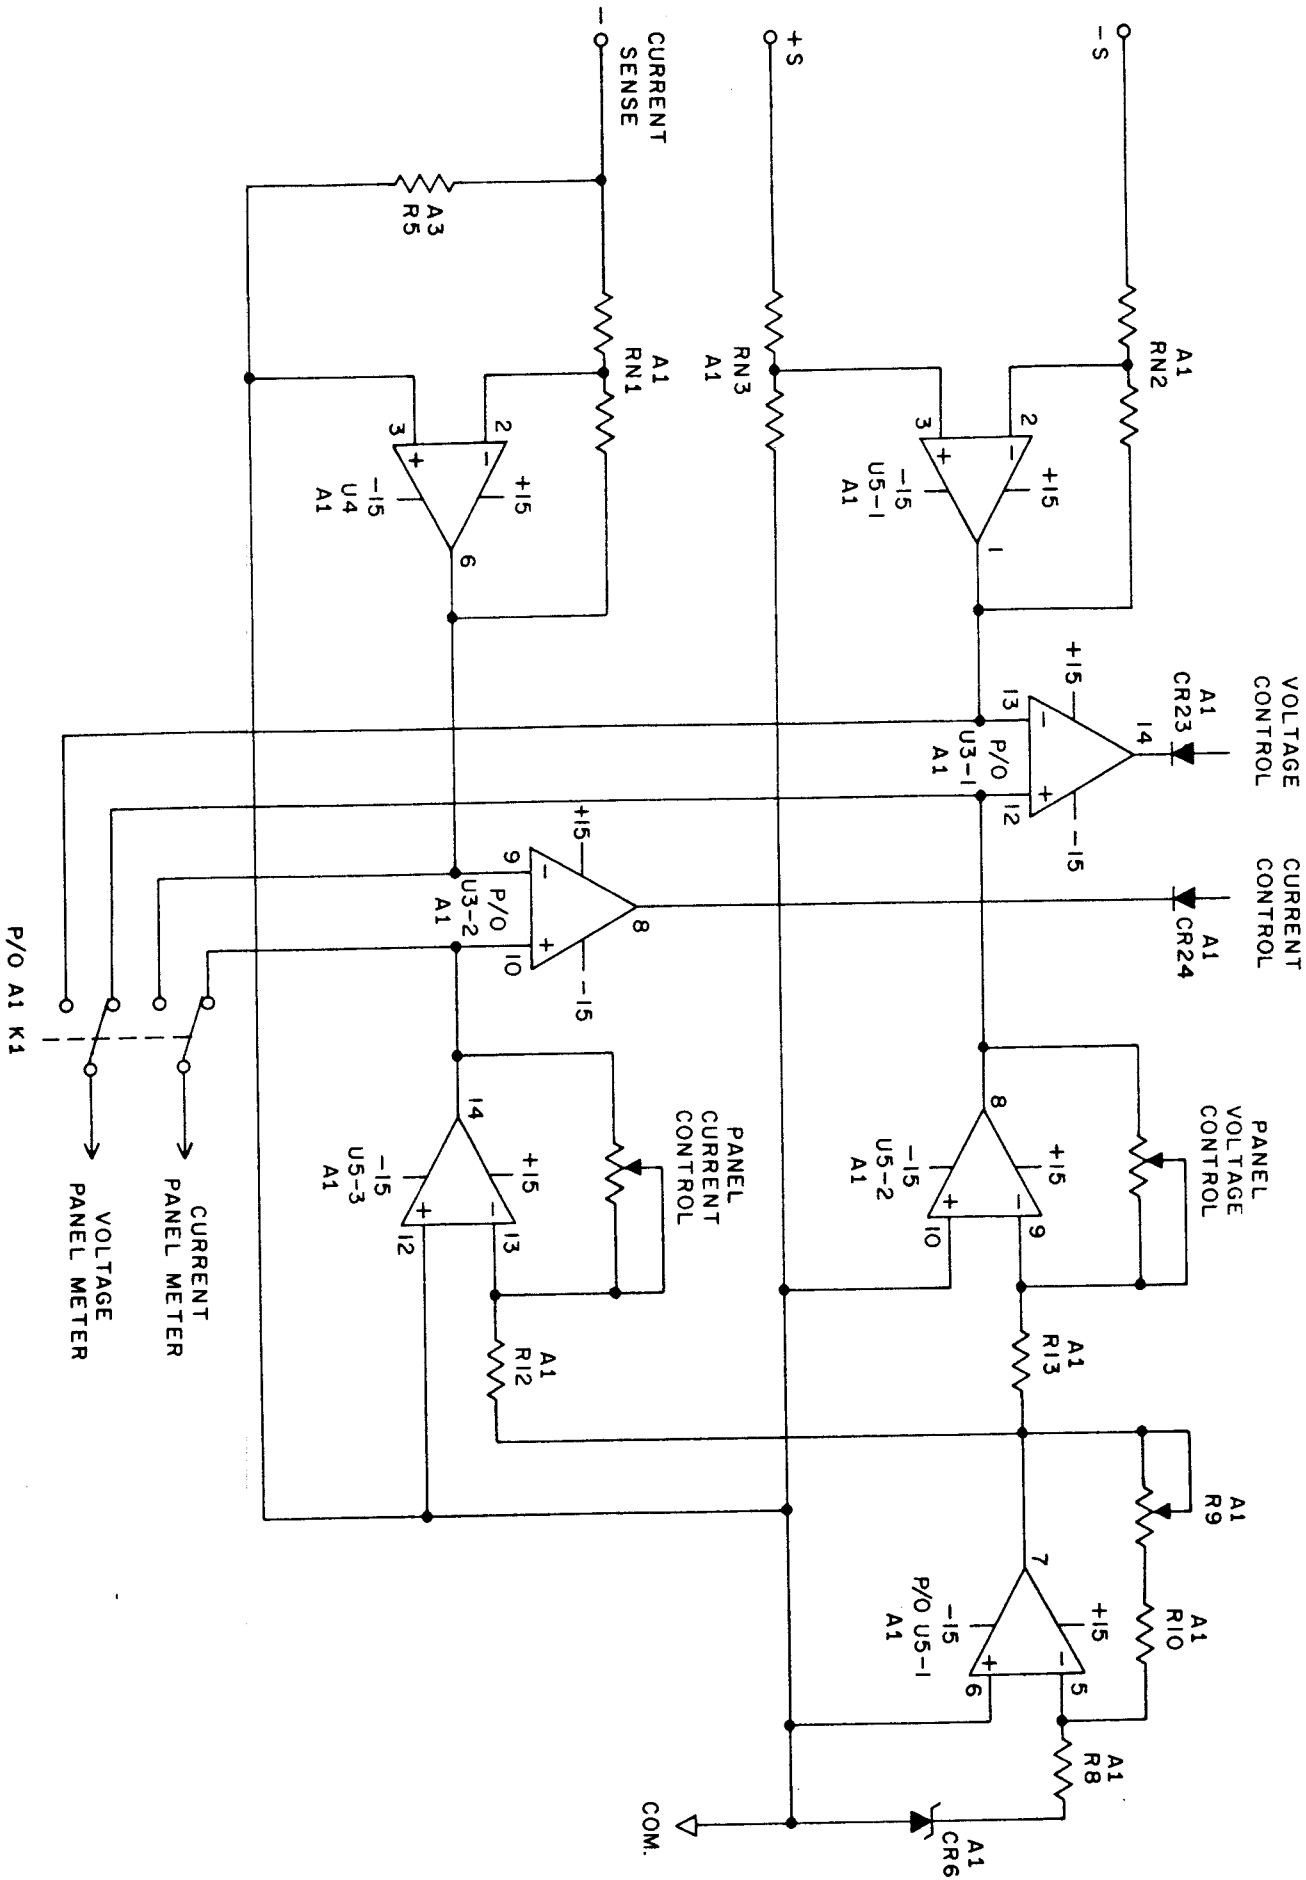 VOLTAGE
CONTROL
CURRENT
CONTROL
A1
CR23
A1
CR24
PANEL
VOLTAGE
CONTROL
A1
R9
A1
R10
A1
R8
-S
A1
RN2
2
-
3
+
+15
-15
U5-1
A1
1
+15
-15
14
13
-
12
+
P/O
U3-1
A1
8
+15
-15
U5-2
A1
9
-
10
+
A1
R13
7
+15
-15
P/O U5-1
A1
5
-
6
+
A1
CR6
+S
RN3
A1
COM.
CURRENT
SENSE
-
A3
R5
A1
RN1
2
-
3
+
+15
-15
U4
A1
6
+15
-15
8
9
-
10
+
P/O
U3-2
A1
PANEL
CURRENT
CONTROL
14
+15
-15
U5-3
A1
13
-
12
+
A1
R12
CURRENT
PANEL METER
VOLTAGE
PANEL METER
P/O A1 K1